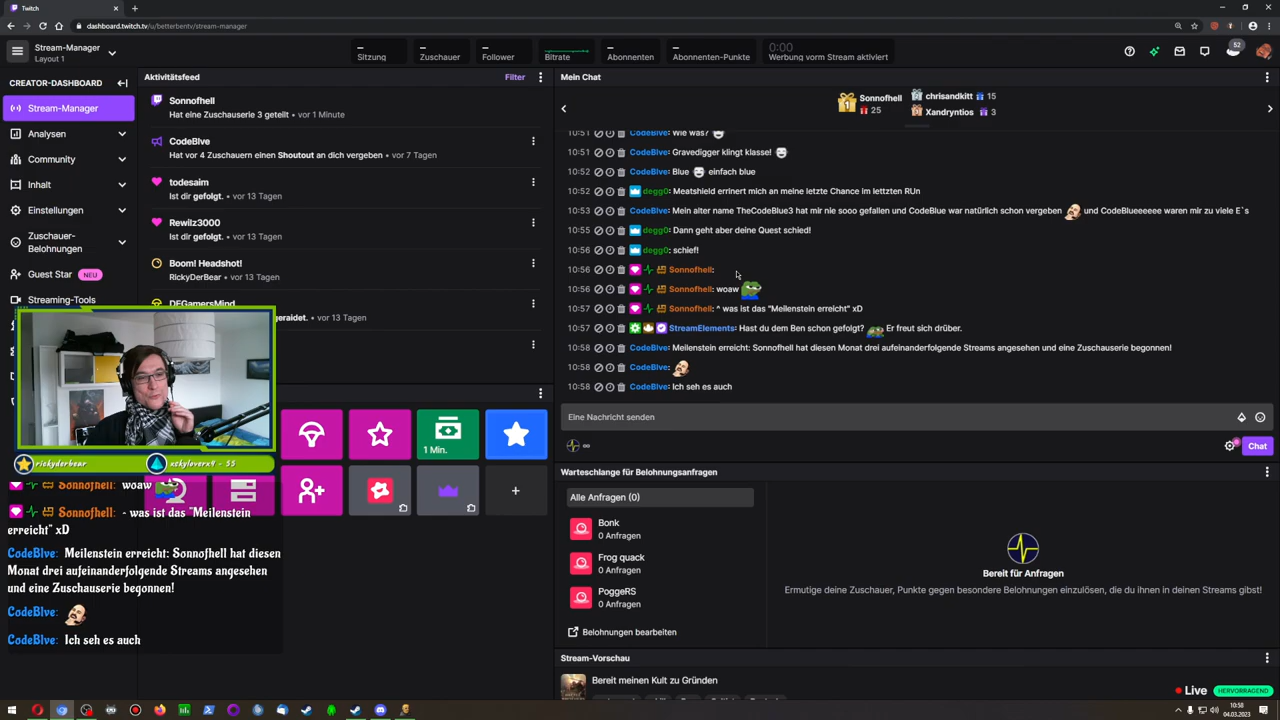 Twitch
dashboard.twitch.tv/u/betterbentv/stream-manager
Stream-Manager
Layout 1
Sitzung
Zuschauer
Follower
Bitrate
Abonnenten
Abonnenten-Punkte
0:00
Werbung vorm Stream aktiviert
52
CREATOR-DASHBOARD
Stream-Manager
Analysen
Community
Inhalt
Einstellungen
Zuschauer-
Belohnungen
Guest Star NEU
Streaming-Tools
Aktivitätsfeed
Filter
Sonnofhell
Hat eine Zuschauserie 3 geteilt • vor 1 Minute
CodeBlve
Hat vor 4 Zuschauern einen Shoutout an dich vergeben • vor 7 Tagen
todesaim
Ist dir gefolgt. • vor 13 Tagen
Rewilz3000
Ist dir gefolgt. • vor 13 Tagen
Boom! Headshot!
RickyDerBear • vor 13 Tagen
DFGamersMind
geraidet. • vor 13 Tagen
1 Min.
rickyderbear
xskyloverx4 - 55
Sonnofhell: woaw
Sonnofhell: - was ist das "Meilenstein
erreicht" xD
CodeBlve: Meilenstein erreicht: Sonnofhell hat diesen
Monat drei aufeinanderfolgende Streams angesehen
und eine Zuschauserie begonnen!
CodeBlve:
CodeBlve: Ich seh es auch
Mein Chat
1
Sonnofhell
25
chrisandkitt 15
Xandryntios 3
10:51 CodeBlve: Wie was?
10:51 CodeBlve: Gravedigger klingt klasse!
10:52 CodeBlve: Blue einfach blue
10:52 degg0: Meatshield errinert mich an meine letzte Chance im lettzten RUn
10:53 CodeBlve: Mein alter name TheCodeBlue3 hat mir nie sooo gefallen und CodeBlue war natürlich schon vergeben und CodeBlueeeeee waren mir zu viele E`s
10:55 degg0: Dann geht aber deine Quest schied!
10:56 degg0: schief!
10:56 Sonnofhell:
10:56 Sonnofhell: woaw
10:57 Sonnofhell: ^ was ist das "Meilenstein erreicht" xD
10:57 StreamElements: Hast du dem Ben schon gefolgt? Er freut sich drüber.
10:58 CodeBlve: Meilenstein erreicht: Sonnofhell hat diesen Monat drei aufeinanderfolgende Streams angesehen und eine Zuschauserie begonnen!
10:58 CodeBlve:
10:58 CodeBlve: Ich seh es auch
Eine Nachricht senden
∞
Chat
Warteschlange für Belohnungsanfragen
Alle Anfragen (0)
Bonk
0 Anfragen
Frog quack
0 Anfragen
PoggeRS
0 Anfragen
Belohnungen bearbeiten
Bereit für Anfragen
Ermutige deine Zuschauer, Punkte gegen besondere Belohnungen einzulösen, die du ihnen in deinen Streams gibst!
Stream-Vorschau
Bereit meinen Kult zu Gründen
Live
HERVORRAGEND
10:58
04.03.2023